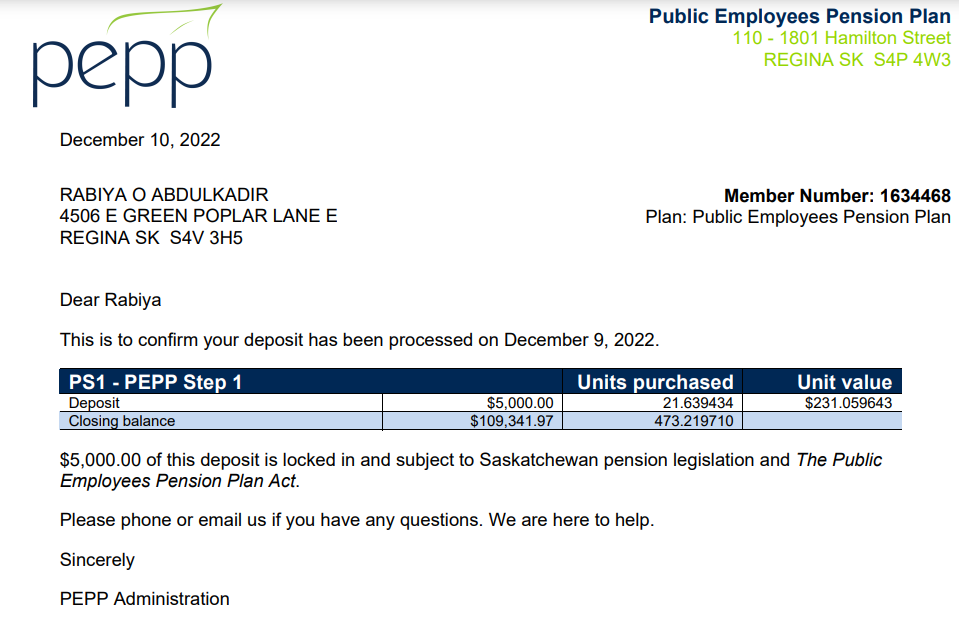 pepp
Public Employees Pension Plan
110 - 1801 Hamilton Street
REGINA SK  S4P 4W3
December 10, 2022
RABIYA O ABDULKADIR
4506 E GREEN POPLAR LANE E
REGINA SK  S4V 3H5
Member Number: 1634468
Plan: Public Employees Pension Plan
Dear Rabiya
This is to confirm your deposit has been processed on December 9, 2022.
PS1 - PEPP Step 1 Units purchased Unit value
Deposit $5,000.00 21.639434 $231.059643
Closing balance $109,341.97 473.219710
$5,000.00 of this deposit is locked in and subject to Saskatchewan pension legislation and The Public
Employees Pension Plan Act.
Please phone or email us if you have any questions. We are here to help.
Sincerely
PEPP Administration